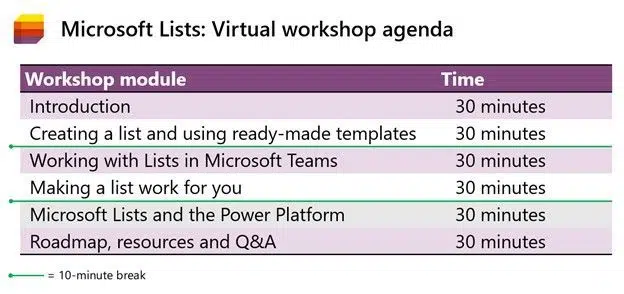 Microsoft Lists: Virtual workshop agenda
Workshop module Time
Introduction 30 minutes
Creating a list and using ready-made templates 30 minutes
Working with Lists in Microsoft Teams 30 minutes
Making a list work for you 30 minutes
Microsoft Lists and the Power Platform 30 minutes
Roadmap, resources and Q&A 30 minutes
= 10-minute break